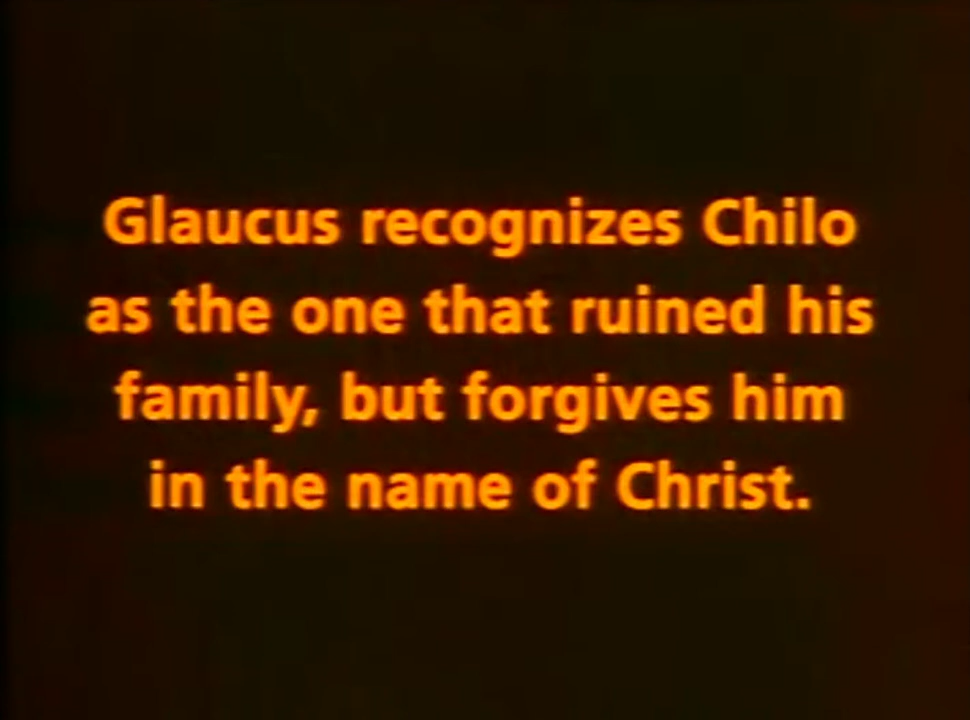 Glaucus recognizes Chilo
as the one that ruined his
family, but forgives him
in the name of Christ.